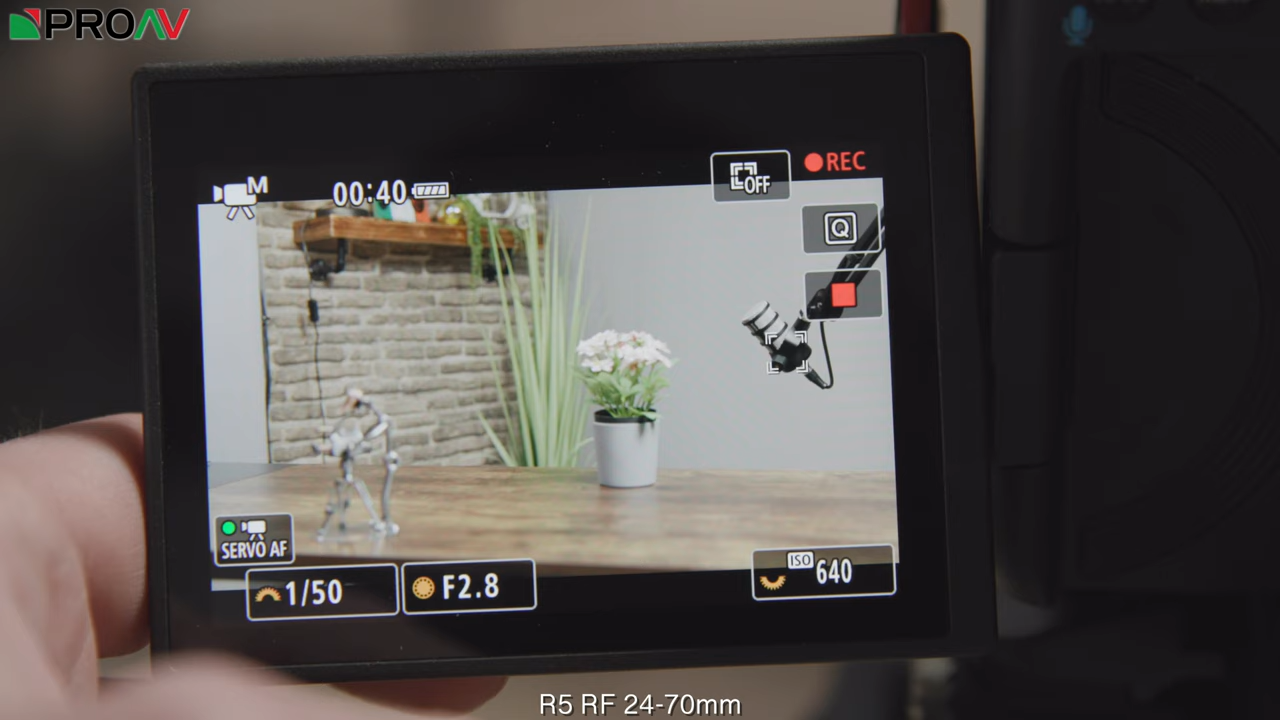 PROAV
M
00:40
OFF
REC
Q
SERVO AF
1/50
F2.8
ISO
640
R5 RF 24-70mm